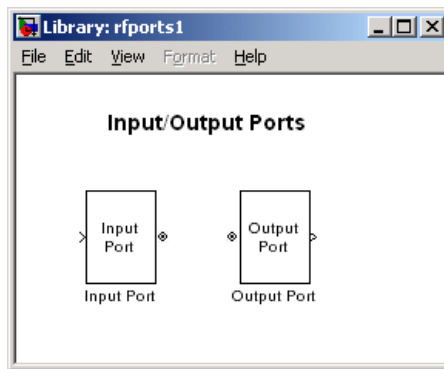 Library: rfports1
File Edit View Format Help
Input/Output Ports
Input Port
Output Port
Input Port
Output Port